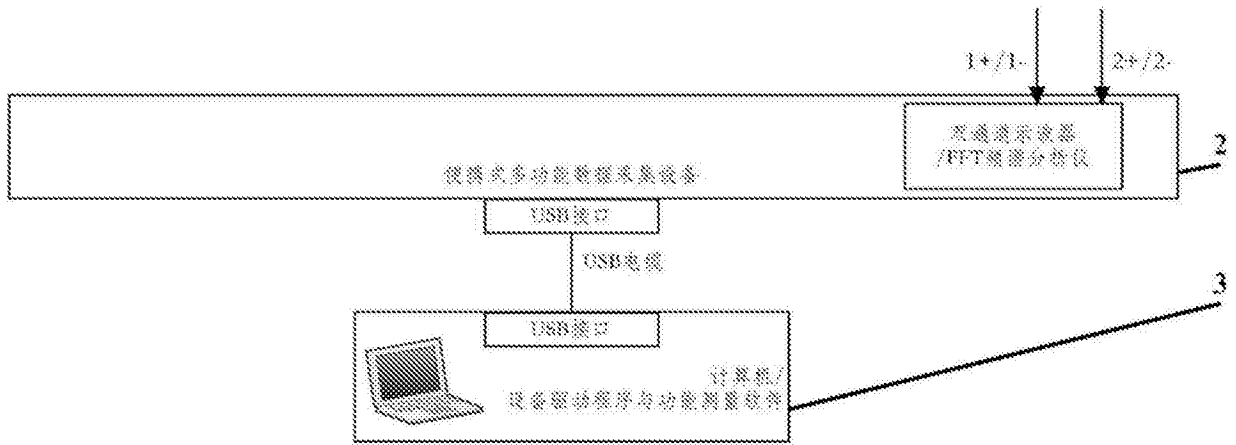 1+/1-
2+/2-
双通道示波器
/FFT频谱分析仪
2
便携式多功能数据采集设备
USB接口
USB电缆
3
USB接口
计算机/
设备驱动程序与功能测量软件